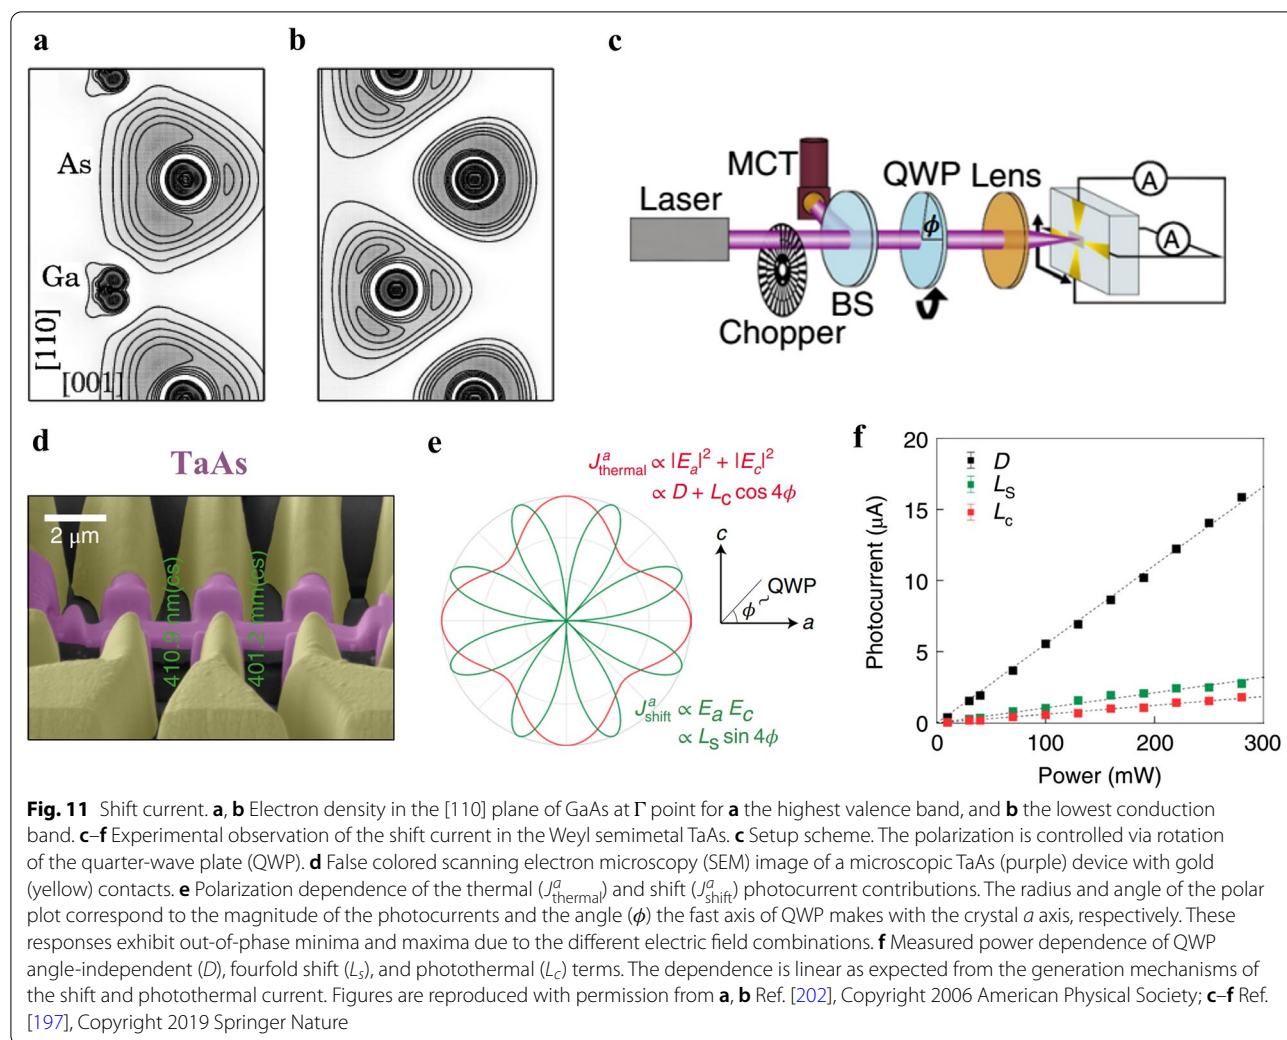 a
b
c
As
Ga
[110]
[001]
MCT
QWP
Lens
Laser
ϕ
A
A
BS
Chopper
d
TaAs
2 μm
410.9 nm(cs)
401.2 mm(cs)
e
J^a_thermal ∝ |E_a|² + |E_c|²
∝ D + L_C cos 4ϕ
c
QWP
ϕ
a
J^a_shift ∝ E_a E_c
∝ L_S sin 4ϕ
f
20
15
10
5
0
Photocurrent (μA)
D
L_S
L_c
0
100
200
300
Power (mW)
Fig. 11 Shift current. a, b Electron density in the [110] plane of GaAs at Γ point for a the highest valence band, and b the lowest conduction
band. c–f Experimental observation of the shift current in the Weyl semimetal TaAs. c Setup scheme. The polarization is controlled via rotation
of the quarter-wave plate (QWP). d False colored scanning electron microscopy (SEM) image of a microscopic TaAs (purple) device with gold
(yellow) contacts. e Polarization dependence of the thermal (J^a_thermal) and shift (J^a_shift) photocurrent contributions. The radius and angle of the polar
plot correspond to the magnitude of the photocurrents and the angle (ϕ) the fast axis of QWP makes with the crystal a axis, respectively. These
responses exhibit out-of-phase minima and maxima due to the different electric field combinations. f Measured power dependence of QWP
angle-independent (D), fourfold shift (L_s), and photothermal (L_c) terms. The dependence is linear as expected from the generation mechanisms of
the shift and photothermal current. Figures are reproduced with permission from a, b Ref. [202], Copyright 2006 American Physical Society; c–f Ref.
[197], Copyright 2019 Springer Nature